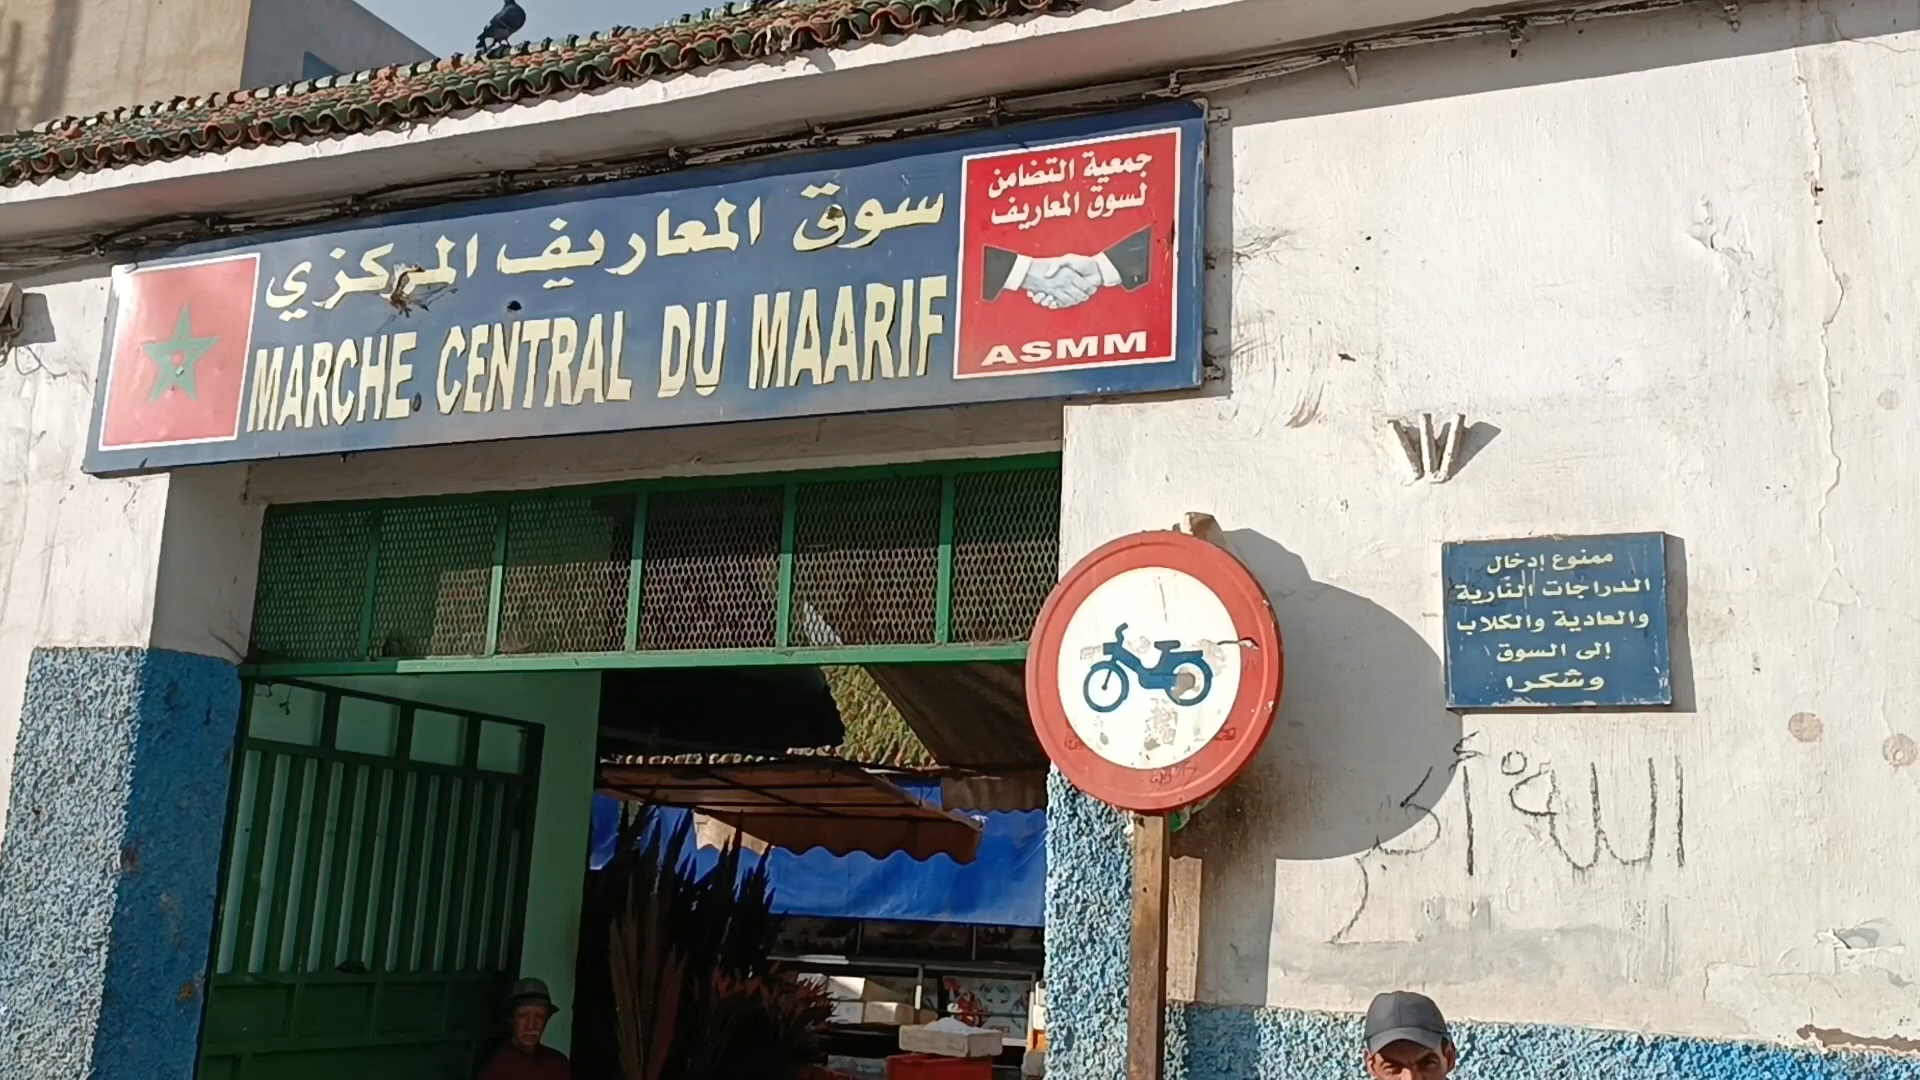 سوق المعاريف المركزي
MARCHE CENTRAL DU MAARIF
جمعية التضامن
لسوق المعاريف
ASMM
ممنوع إدخال
الدراجات النارية
والعادية والكلاب
إلى السوق
وشكرا
الله أكبر